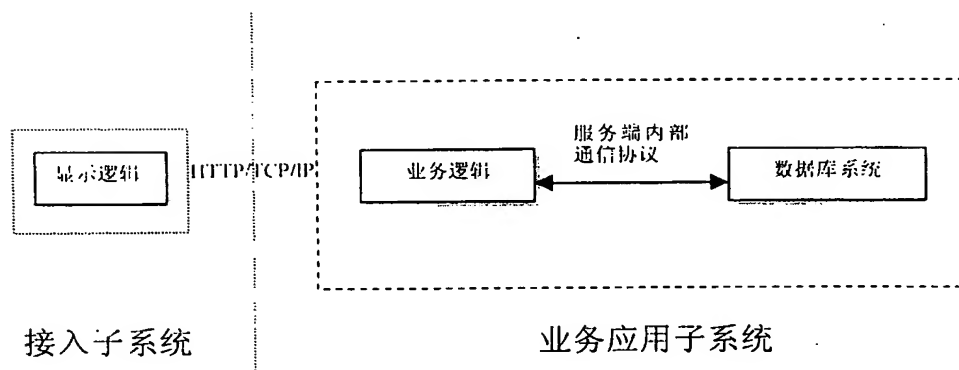 服务端内部
通信协议
显示逻辑
HTTP/TCP/IP
业务逻辑
数据库系统
接入子系统
业务应用子系统